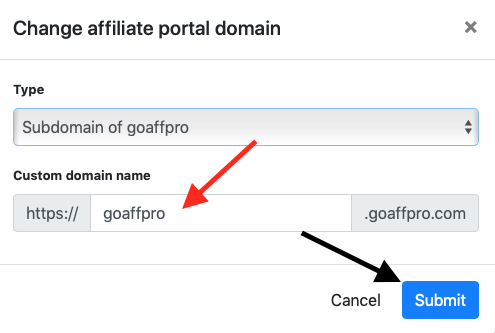 Change affiliate portal domain ×
Type
Subdomain of goaffpro
Custom domain name
https:// goaffpro .goaffpro.com
Cancel Submit